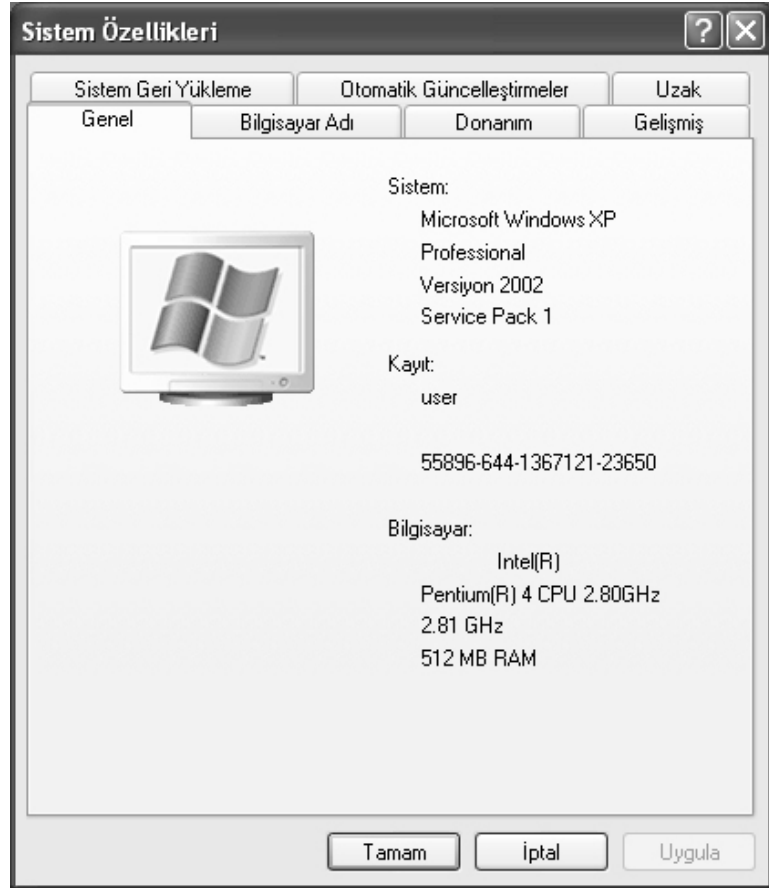 Sistem Özellikleri
Sistem Geri Yükleme Otomatik Güncelleştirmeler Uzak
Genel Bilgisayar Adı Donanım Gelişmiş
Sistem:
Microsoft Windows XP
Professional
Versiyon 2002
Service Pack 1
Kayıt:
user
55896-644-1367121-23650
Bilgisayar:
Intel(R)
Pentium(R) 4 CPU 2.80GHz
2.81 GHz
512 MB RAM
Tamam İptal Uygula